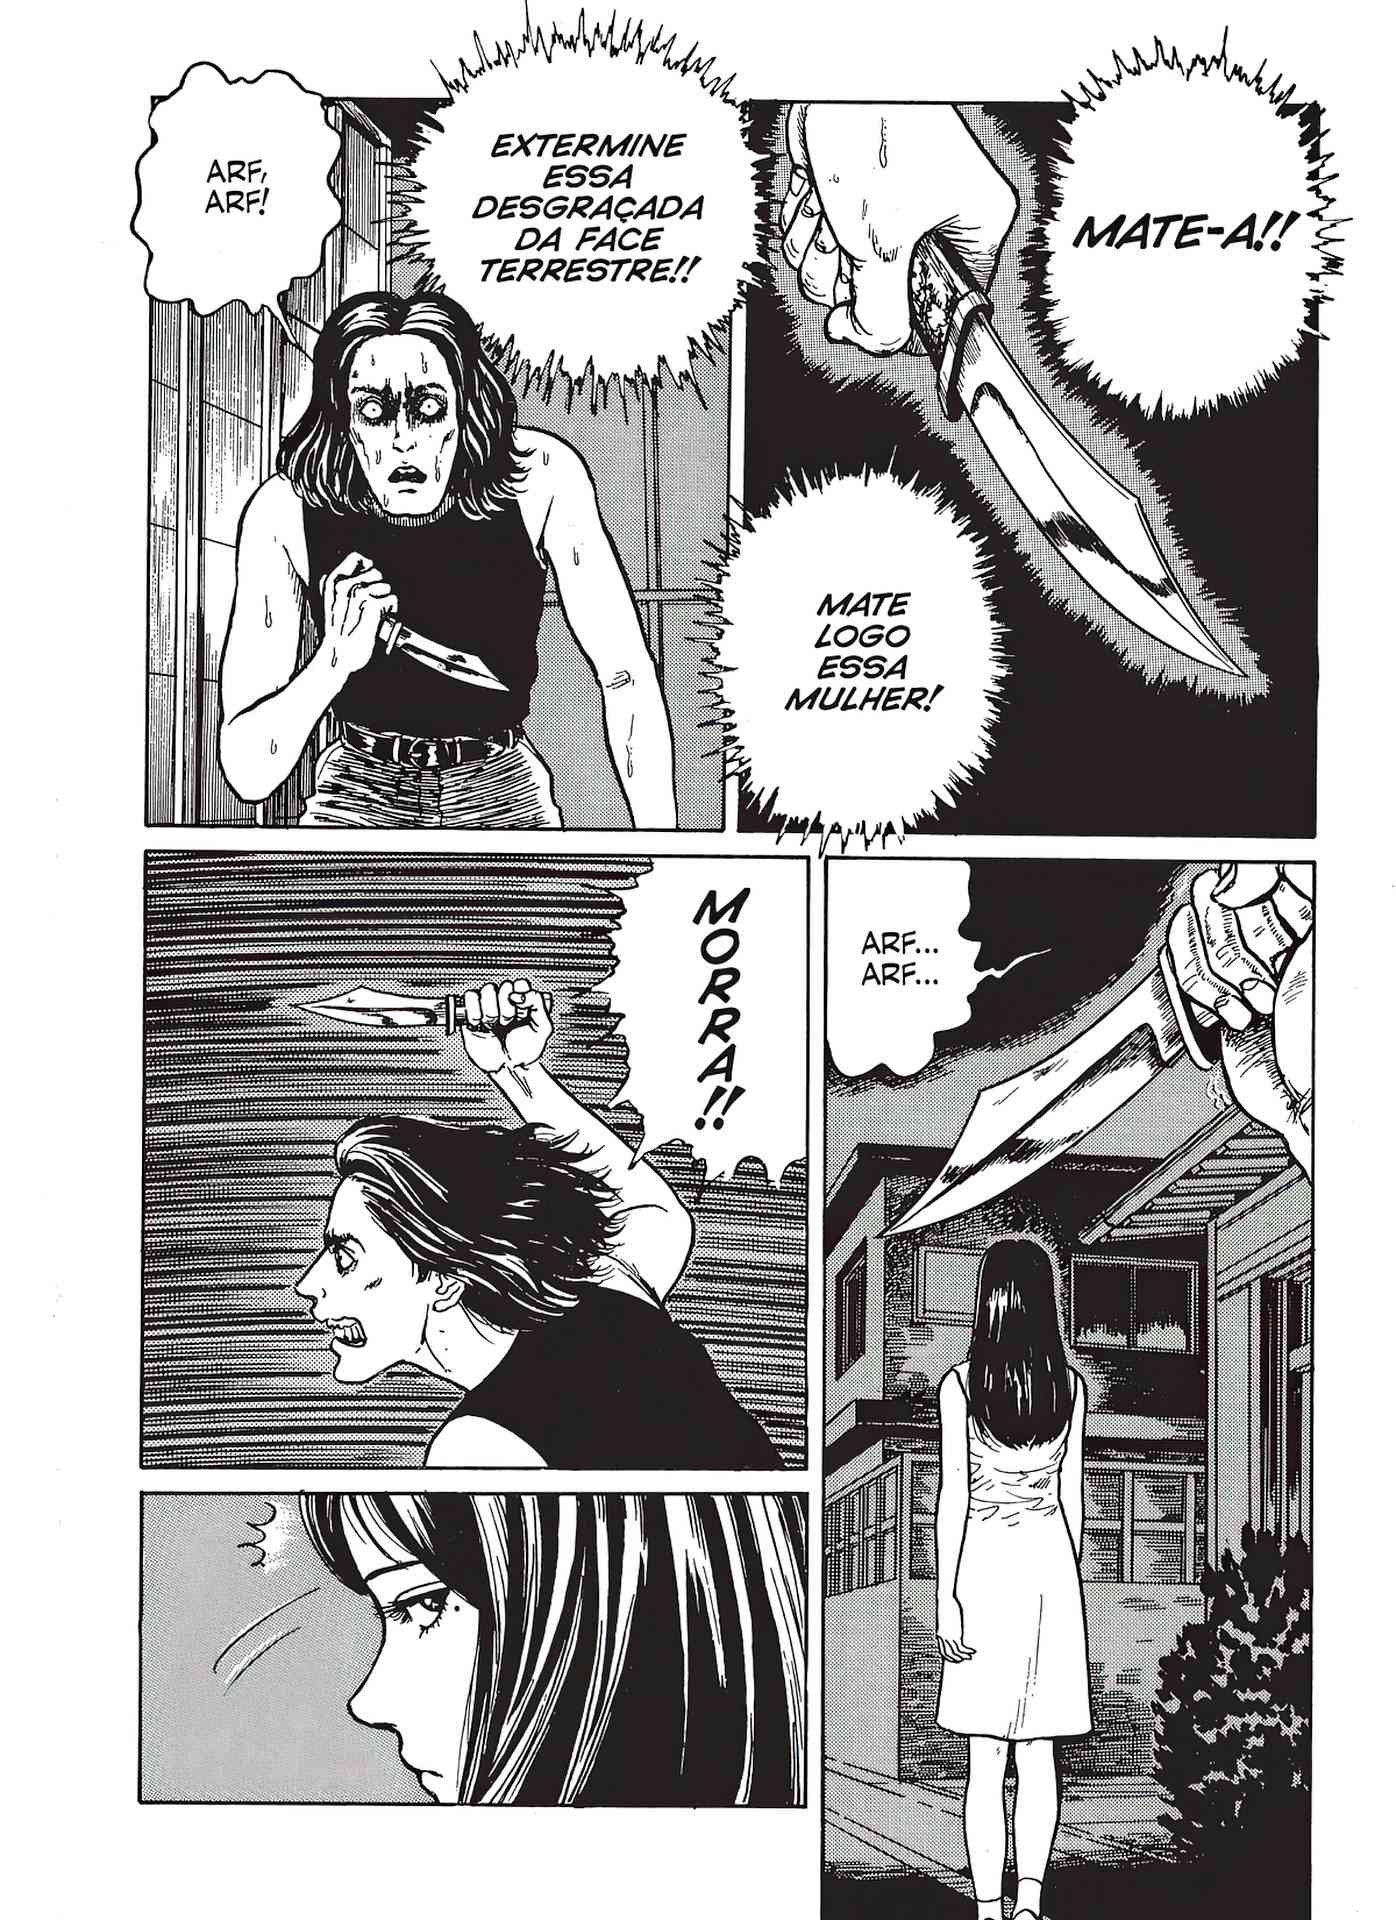 MATE-A!!
MATE
LOGO
ESSA
MULHER!
EXTERMINE
ESSA
DESGRAÇADA
DA FACE
TERRESTRE!!
ARF,
ARF!
ARF...
ARF...
MORRA!!